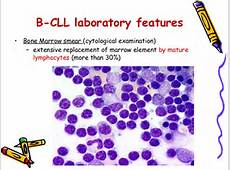 B-CLL laboratory features
• Bone Marrow smear (cytological examination)
– extensive replacement of marrow element by mature
lymphocytes (more than 30%)